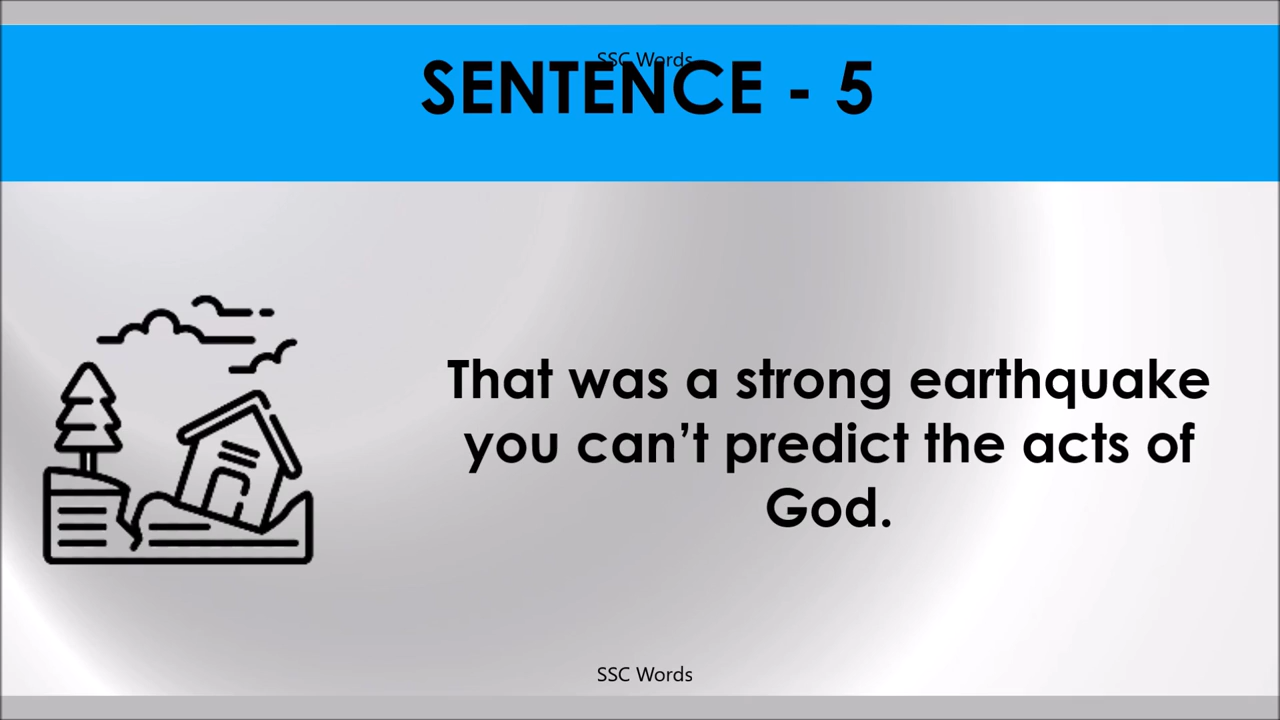 SSC Words
SENTENCE - 5
That was a strong earthquake
you can’t predict the acts of
God.
SSC Words